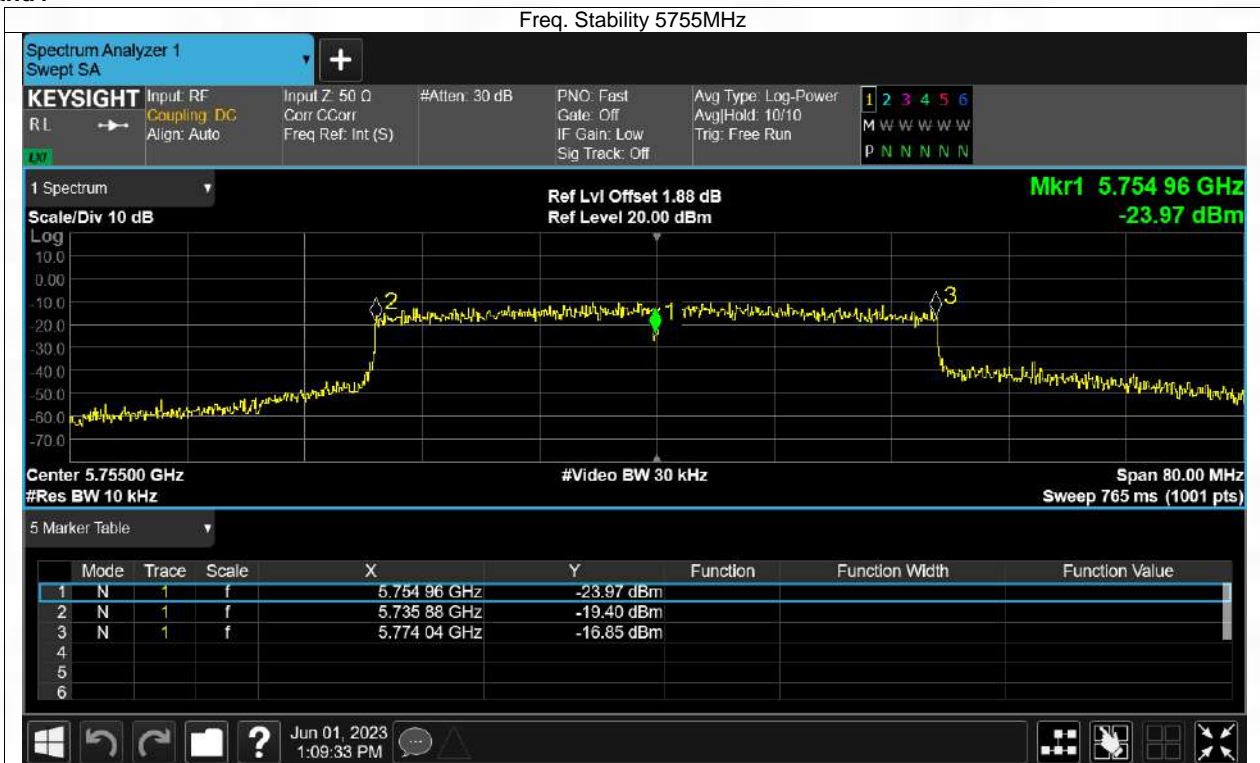 Freq. Stability 5755MHz
Spectrum Analyzer 1
Swept SA
+
KEYSIGHT Input: RF Input Z: 50 Ω #Atten: 30 dB PNO: Fast Avg Type: Log-Power 1 2 3 4 5 6
RL Coupling: DC Corr CCorr Gate: Off Avg|Hold: 10/10 M W W W W W
Align: Auto Freq Ref: Int (S) IF Gain: Low Trig: Free Run
LXI Sig Track: Off P N N N N N
1 Spectrum Ref Lvl Offset 1.88 dB Mkr1 5.754 96 GHz
Scale/Div 10 dB Ref Level 20.00 dBm -23.97 dBm
Log
10.0
0.00
-10.0
-20.0
-30.0
-40.0
-50.0
-60.0
-70.0
2 1 3
Center 5.75500 GHz #Video BW 30 kHz Span 80.00 MHz
#Res BW 10 kHz Sweep 765 ms (1001 pts)
5 Marker Table
Mode Trace Scale X Y Function Function Width Function Value
1 N 1 f 5.754 96 GHz -23.97 dBm
2 N 1 f 5.735 88 GHz -19.40 dBm
3 N 1 f 5.774 04 GHz -16.85 dBm
4
5
6
? Jun 01, 2023
1:09:33 PM